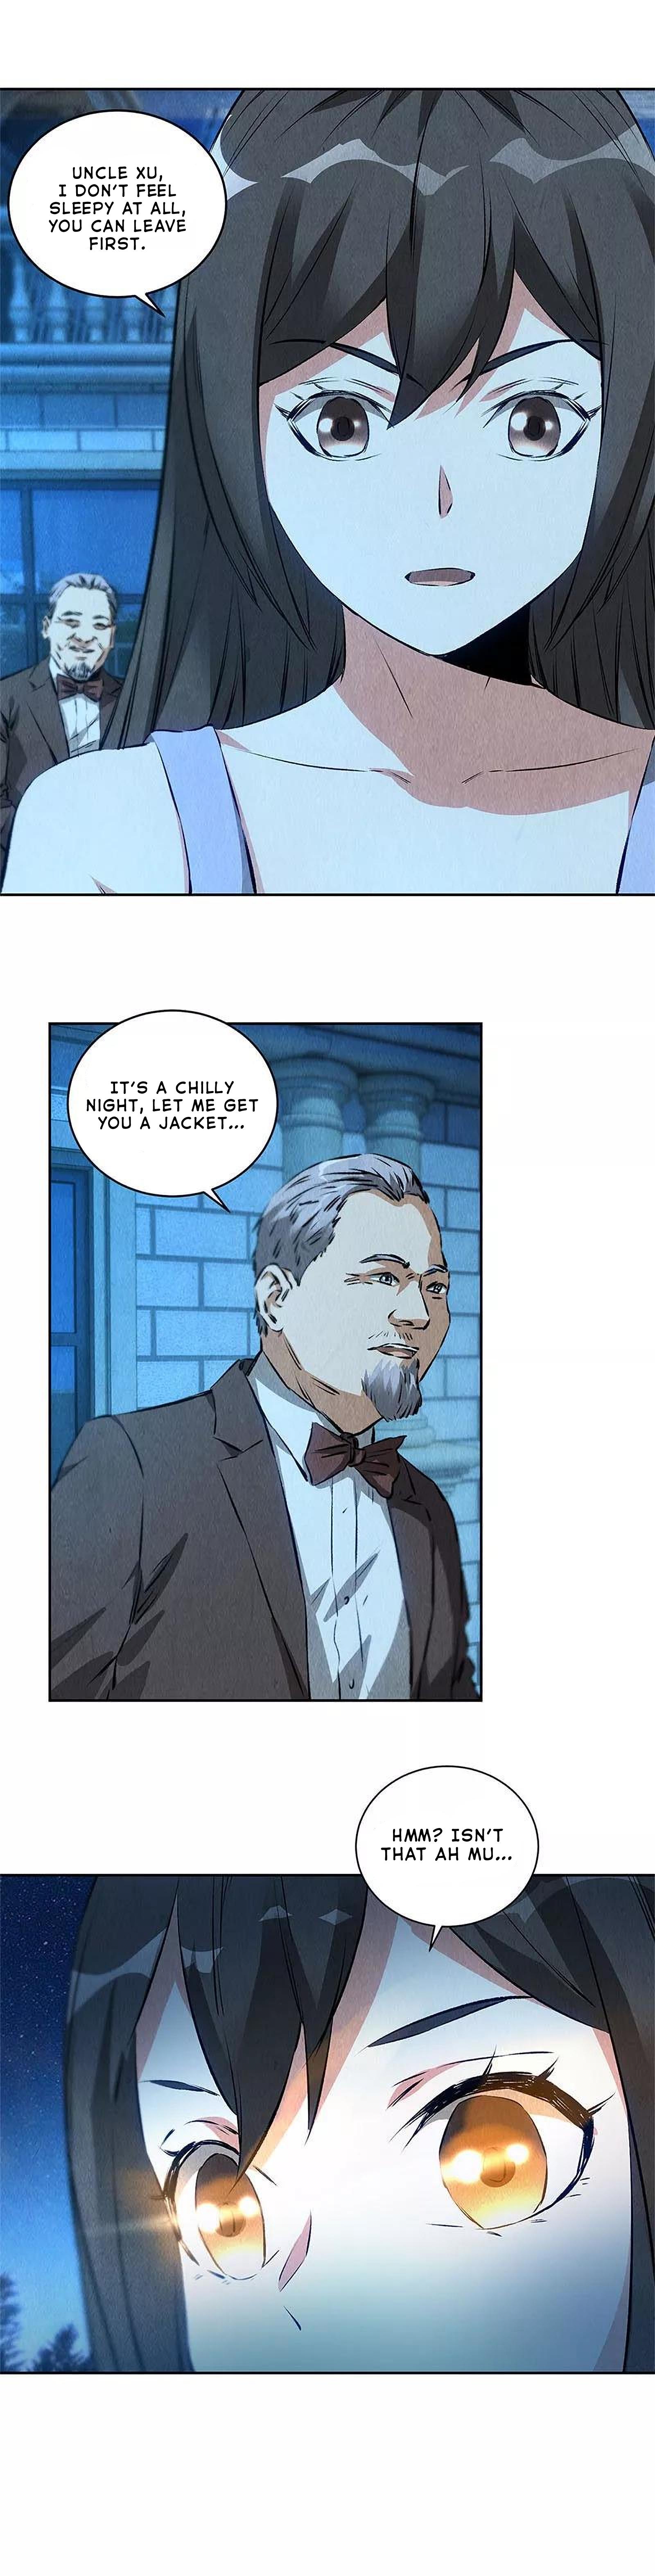 UNCLE XU,
I DON'T FEEL
SLEEPY AT ALL,
YOU CAN LEAVE
FIRST.
IT'S A CHILLY
NIGHT, LET ME GET
YOU A JACKET...
HMM? ISN'T
THAT AH MU...